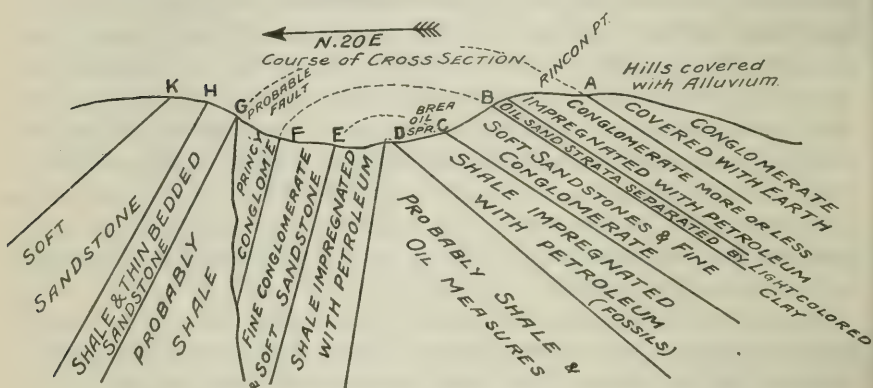 N.20E
Course of CROSS SECTION
RINCON PT.
Hills covered
with Alluvium.
K
H
G
PROBABLE
FAULT
I
F
E
BREA
OIL
SPR.
D
C
B
A
SOFT
SANDSTONE
SHALE & THIN BEDDED
SANDSTONE
PROBABLY
SHALE
PRINC.
CONGLOM'E
FINE CONGLOMERATE
& SOFT SANDSTONE
SHALE IMPREGNATED
WITH PETROLEUM
PROBABLY SHALE &
OIL MEASURES
SHALE IMPREGNATED
WITH PETROLEUM
(FOSSILS)
SOFT SANDSTONES & FINE
CONGLOMERATE
OIL SAND STRATA SEPARATED BY LIGHT COLORED
CLAY
CONGLOMERATE MORE OR LESS
IMPREGNATED WITH PETROLEUM
CONGLOMERATE
COVERED WITH EARTH